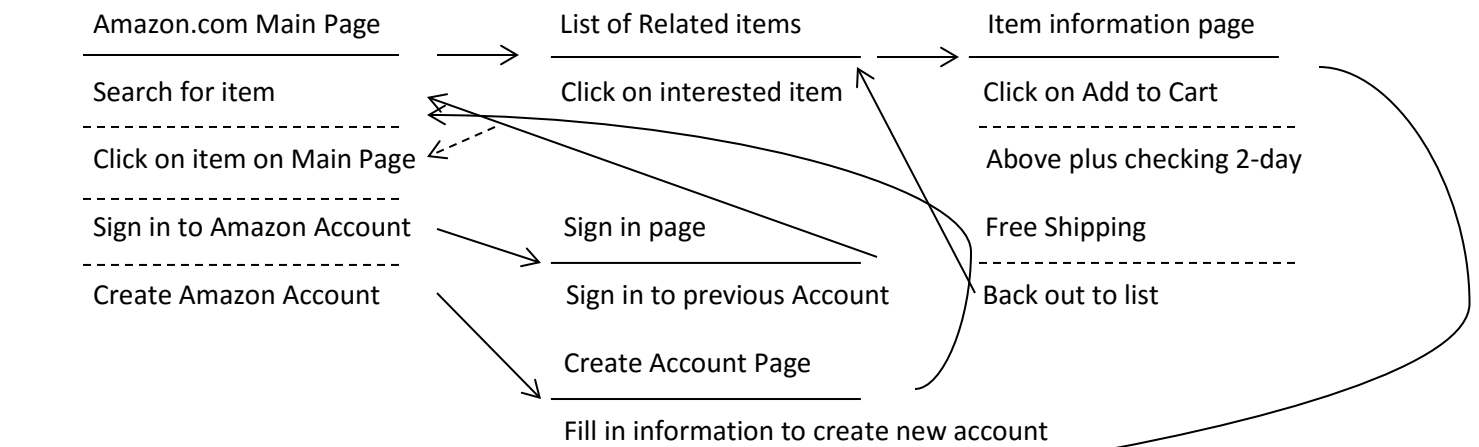 Amazon.com Main Page
Search for item
Click on item on Main Page
Sign in to Amazon Account
Create Amazon Account
List of Related items
Click on interested item
Sign in page
Sign in to previous Account
Create Account Page
Fill in information to create new account
Item information page
Click on Add to Cart
Above plus checking 2-day
Free Shipping
Back out to list